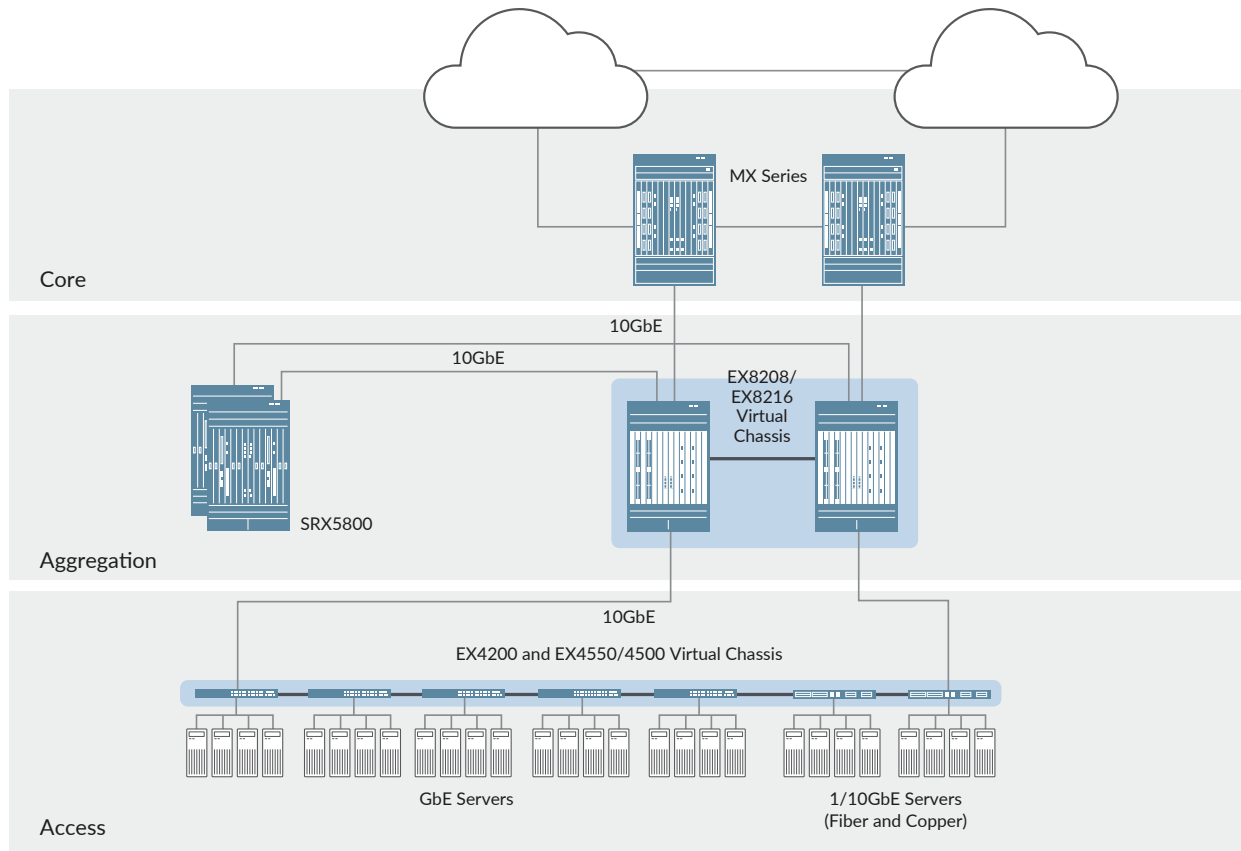 MX Series
Core
10GbE
10GbE
EX8208/
EX8216
Virtual
Chassis
SRX5800
Aggregation
10GbE
EX4200 and EX4550/4500 Virtual Chassis
GbE Servers
1/10GbE Servers
(Fiber and Copper)
Access